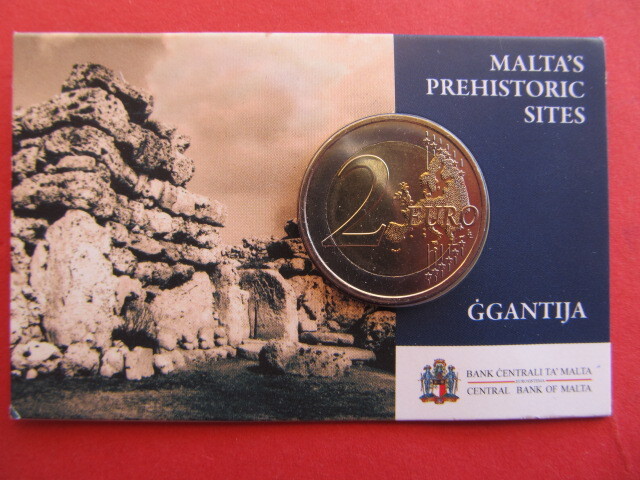 MALTA'S
PREHISTORIC
SITES
2 EURO
ĠGANTIJA
BANK ĊENTRALI TA' MALTA
CENTRAL BANK OF MALTA